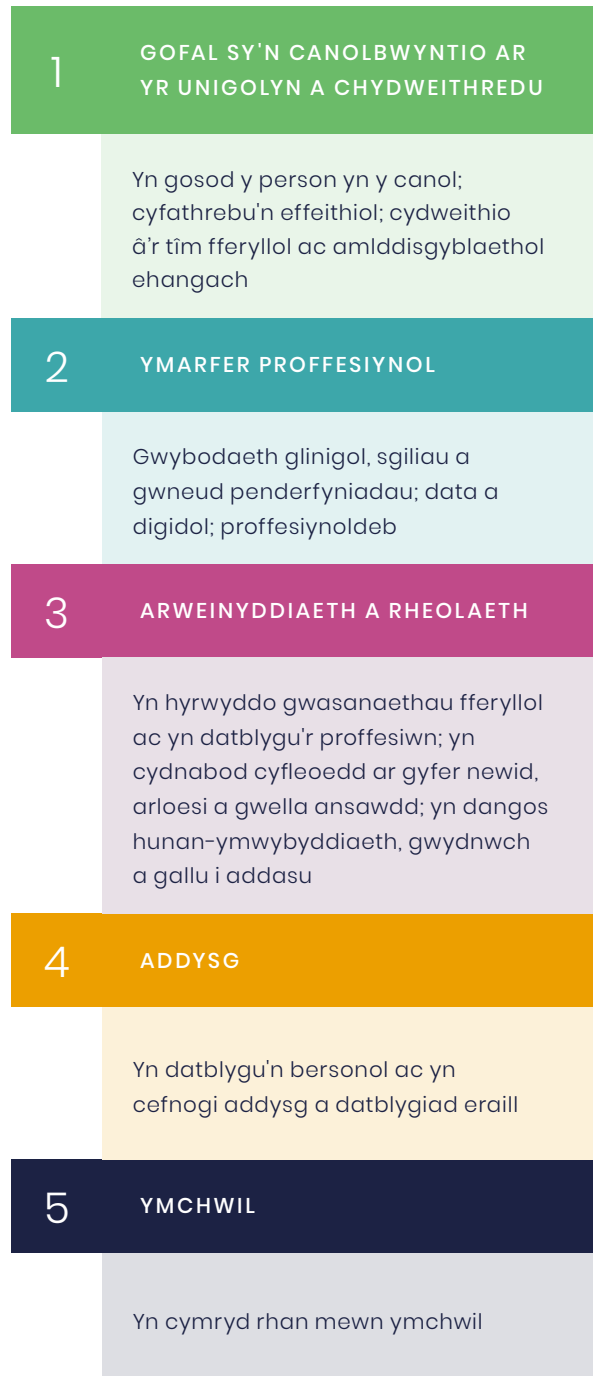 1
GOFAL SY'N CANOLBWYNTIO AR
YR UNIGOLYN A CHYDWEITHREDU
Yn gosod y person yn y canol;
cyfathrebu'n effeithiol; cydweithio
â’r tîm fferyllol ac amlddisgyblaethol
ehangach
2
YMARFER PROFFESIYNOL
Gwybodaeth glinigol, sgiliau a
gwneud penderfyniadau; data a
digidol; proffesiynoldeb
3
ARWEINYDDIAETH A RHEOLAETH
Yn hyrwyddo gwasanaethau fferyllol
ac yn datblygu'r proffesiwn; yn
cydnabod cyfleoedd ar gyfer newid,
arloesi a gwella ansawdd; yn dangos
hunan-ymwybyddiaeth, gwydnwch
a gallu i addasu
4
ADDYSG
Yn datblygu'n bersonol ac yn
cefnogi addysg a datblygiad eraill
5
YMCHWIL
Yn cymryd rhan mewn ymchwil